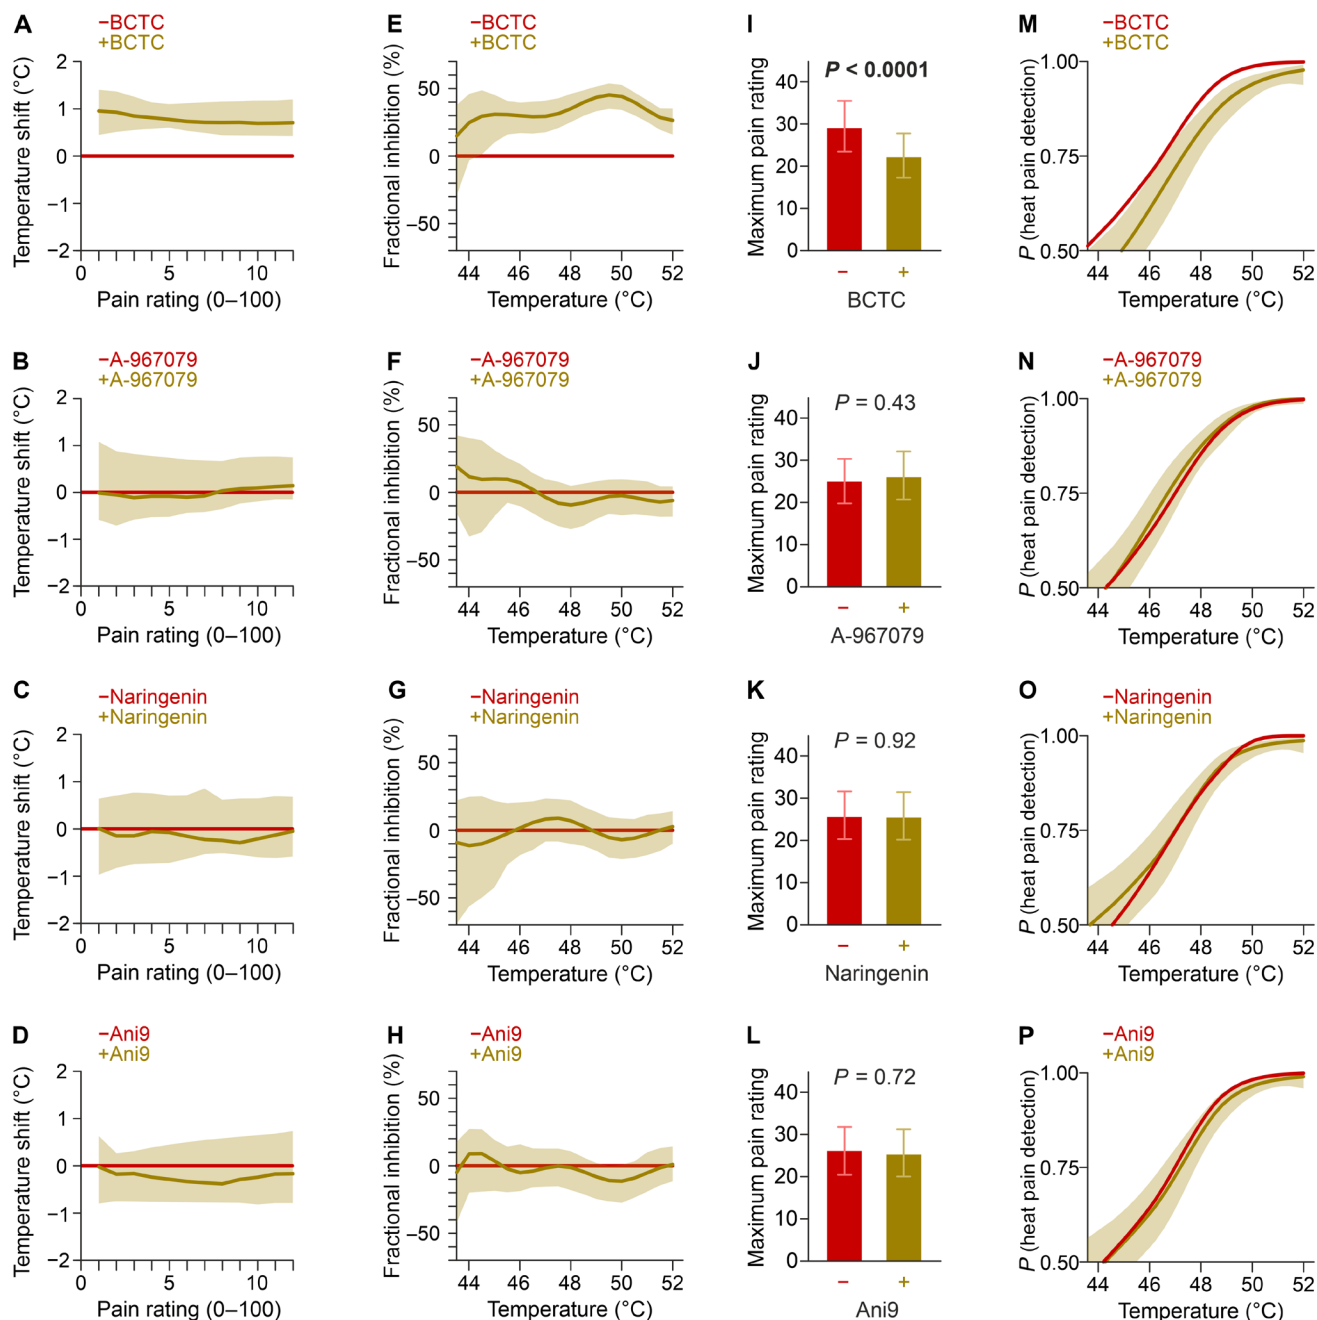 A
−BCTC
+BCTC
Temperature shift (°C)
2
1
0
−1
−2
0
5
10
Pain rating (0–100)
E
−BCTC
+BCTC
Fractional inhibition (%)
50
0
−50
44
46
48
50
52
Temperature (°C)
I
P < 0.0001
Maximum pain rating
40
30
20
10
0
−
+
BCTC
M
−BCTC
+BCTC
P (heat pain detection)
1.00
0.75
0.50
44
46
48
50
52
Temperature (°C)
B
−A-967079
+A-967079
Temperature shift (°C)
2
1
0
−1
−2
0
5
10
Pain rating (0–100)
F
−A-967079
+A-967079
Fractional inhibition (%)
50
0
−50
44
46
48
50
52
Temperature (°C)
J
P = 0.43
Maximum pain rating
40
30
20
10
0
−
+
A-967079
N
−A-967079
+A-967079
P (heat pain detection)
1.00
0.75
0.50
44
46
48
50
52
Temperature (°C)
C
−Naringenin
+Naringenin
Temperature shift (°C)
2
1
0
−1
−2
0
5
10
Pain rating (0–100)
G
−Naringenin
+Naringenin
Fractional inhibition (%)
50
0
−50
44
46
48
50
52
Temperature (°C)
K
P = 0.92
Maximum pain rating
40
30
20
10
0
−
+
Naringenin
O
−Naringenin
+Naringenin
P (heat pain detection)
1.00
0.75
0.50
44
46
48
50
52
Temperature (°C)
D
−Ani9
+Ani9
Temperature shift (°C)
2
1
0
−1
−2
0
5
10
Pain rating (0–100)
H
−Ani9
+Ani9
Fractional inhibition (%)
50
0
−50
44
46
48
50
52
Temperature (°C)
L
P = 0.72
Maximum pain rating
40
30
20
10
0
−
+
Ani9
P
−Ani9
+Ani9
P (heat pain detection)
1.00
0.75
0.50
44
46
48
50
52
Temperature (°C)